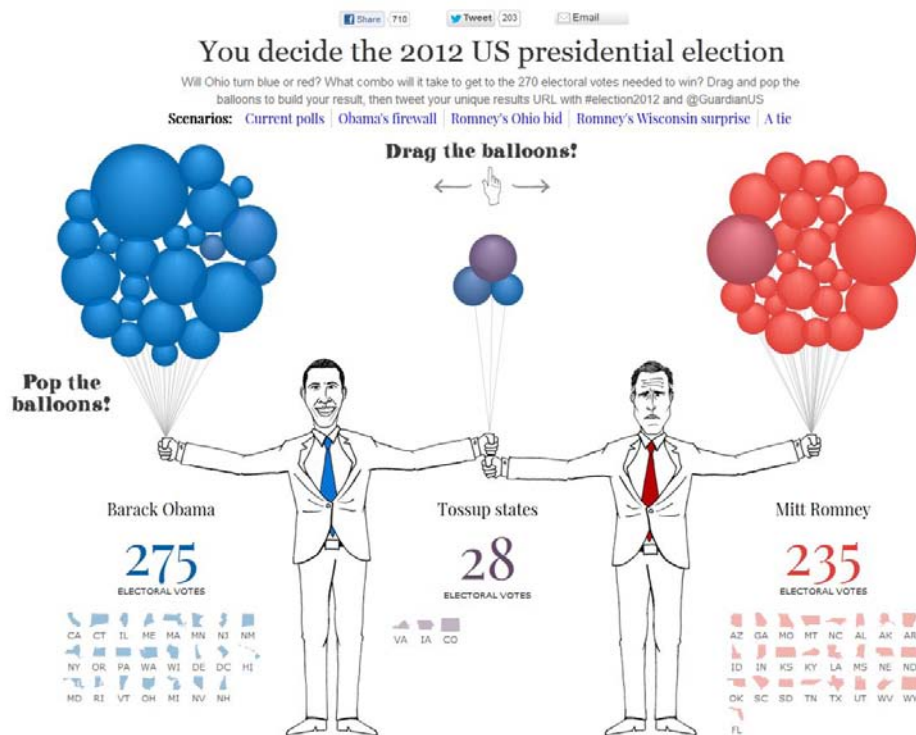 Share 710 Tweet 203 Email
You decide the 2012 US presidential election
Will Ohio turn blue or red? What combo will it take to get to the 270 electoral votes needed to win? Drag and pop the
balloons to build your result, then tweet your unique results URL with #election2012 and @GuardianUS
Scenarios: Current polls Obama's firewall Romney's Ohio bid Romney's Wisconsin surprise A tie
Drag the balloons!
Pop the
balloons!
Barack Obama
275
ELECTORAL VOTES
CA CT IL ME MA MN NJ NM
NY OR PA WA WI DE DC HI
MD RI VT OH MI NV NH
Tossup states
28
ELECTORAL VOTES
VA IA CO
Mitt Romney
235
ELECTORAL VOTES
AZ GA MO MT NC AL AK AR
ID IN KS KY LA MS NE ND
OK SC SD TN TX UT WV WY
FL